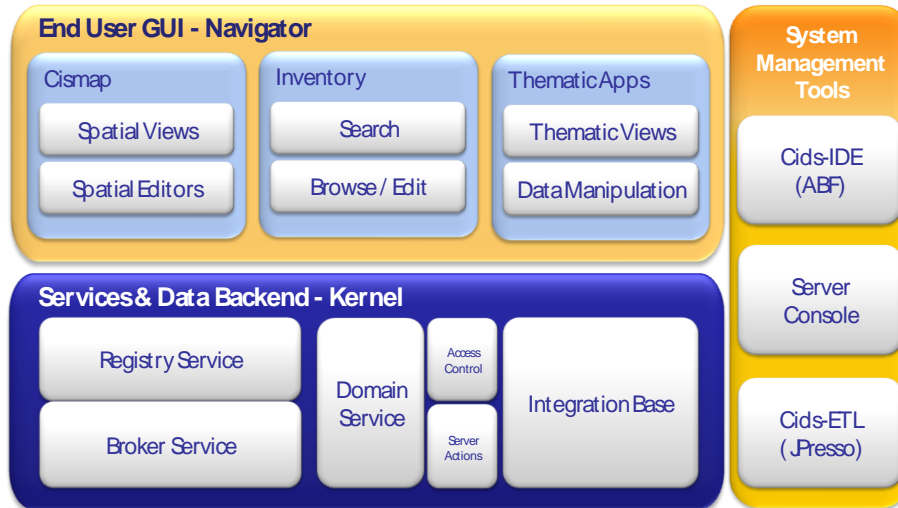 End User GUI - Navigator
Cismap
Spatial Views
Spatial Editors
Inventory
Search
Browse / Edit
Thematic Apps
Thematic Views
Data Manipulation
Services & Data Backend - Kernel
Registry Service
Broker Service
Domain
Service
Access
Control
Server
Actions
Integration Base
System
Management
Tools
Cids-IDE
(ABF)
Server
Console
Cids-ETL
(JPresso)